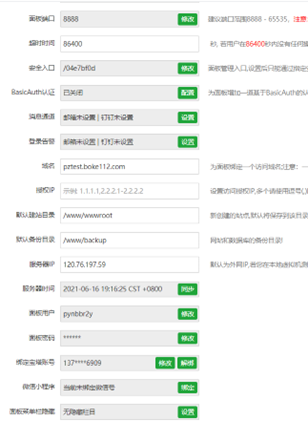 面板端口 8888 修改 建议端口范围8888 - 65535，注意
超时时间 86400 秒，若用户在86400秒内没有任何操
安全入口 /04e7bf0d 修改 面板管理入口，设置后只能通过指定
BasicAuth认证 已关闭 配置 为面板增加一道基于BasicAuth的认
消息通道 邮箱未设置 | 钉钉未设置 设置
登录告警 邮箱未设置 | 钉钉未设置 设置
域名 pztest.boke112.com 为面板绑定一个访问域名；注意：一
授权IP 示例: 1.1.1.1,2.2.2.1-2.2.2.2 设置访问授权IP，多个请使用逗号(,)
默认建站目录 /www/wwwroot 新创建的站点，默认将保存到该目录
默认备份目录 /www/backup 网站和数据库的备份目录!
服务器IP 120.76.197.59 默认为外网IP，若您在本地虚拟机测
服务器时间 2021-06-16 19:16:25 CST +0800 同步
面板用户 pynbbr2y 修改
面板密码 ****** 修改
绑定宝塔账号 137****6909 修改 解绑
微信小程序 当前未绑定微信号 绑定
面板菜单栏隐藏 无隐藏栏目 设置